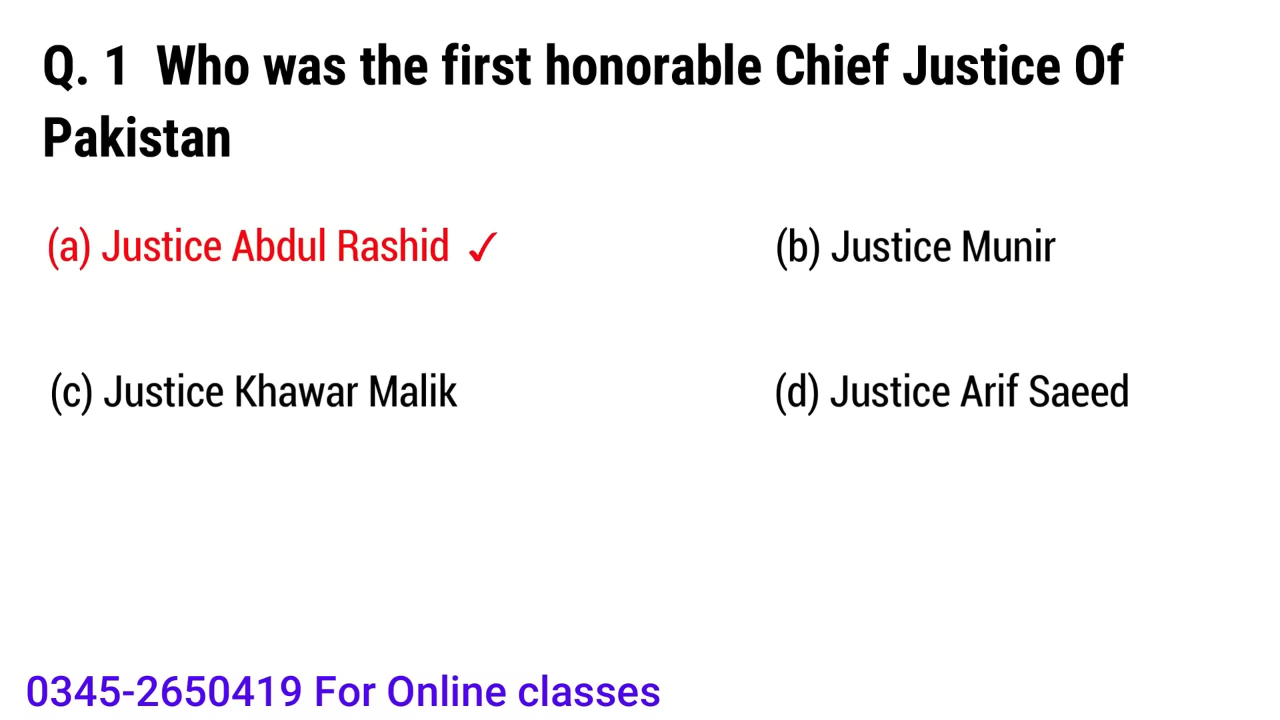 Q. 1 Who was the first honorable Chief Justice Of
Pakistan
(a) Justice Abdul Rashid ✓
(b) Justice Munir
(c) Justice Khawar Malik
(d) Justice Arif Saeed
0345-2650419 For Online classes